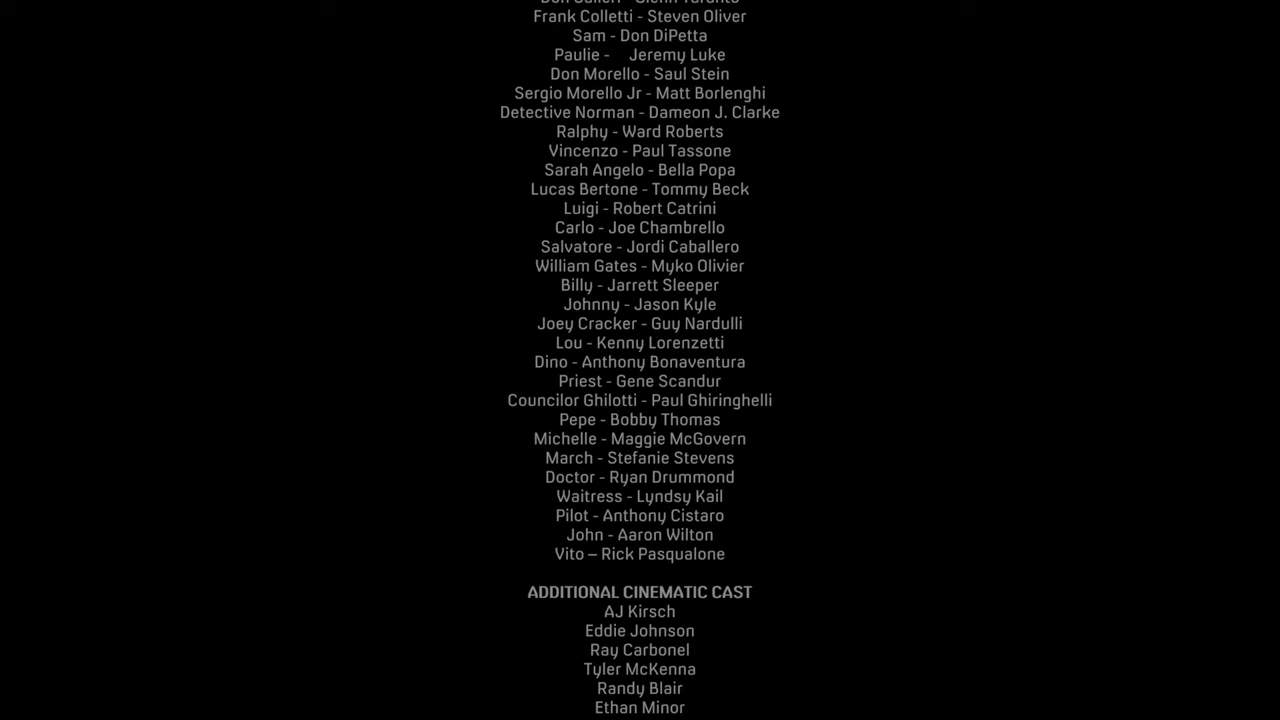 Frank Colletti - Steven Oliver
Sam - Don DiPetta
Paulie -    Jeremy Luke
Don Morello - Saul Stein
Sergio Morello Jr - Matt Borlenghi
Detective Norman - Dameon J. Clarke
Ralphy - Ward Roberts
Vincenzo - Paul Tassone
Sarah Angelo - Bella Popa
Lucas Bertone - Tommy Beck
Luigi - Robert Catrini
Carlo - Joe Chambrello
Salvatore - Jordi Caballero
William Gates - Myko Olivier
Billy - Jarrett Sleeper
Johnny - Jason Kyle
Joey Cracker - Guy Nardulli
Lou - Kenny Lorenzetti
Dino - Anthony Bonaventura
Priest - Gene Scandur
Councilor Ghilotti - Paul Ghiringhelli
Pepe - Bobby Thomas
Michelle - Maggie McGovern
March - Stefanie Stevens
Doctor - Ryan Drummond
Waitress - Lyndsy Kail
Pilot - Anthony Cistaro
John - Aaron Wilton
Vito – Rick Pasqualone
ADDITIONAL CINEMATIC CAST
AJ Kirsch
Eddie Johnson
Ray Carbonel
Tyler McKenna
Randy Blair
Ethan Minor